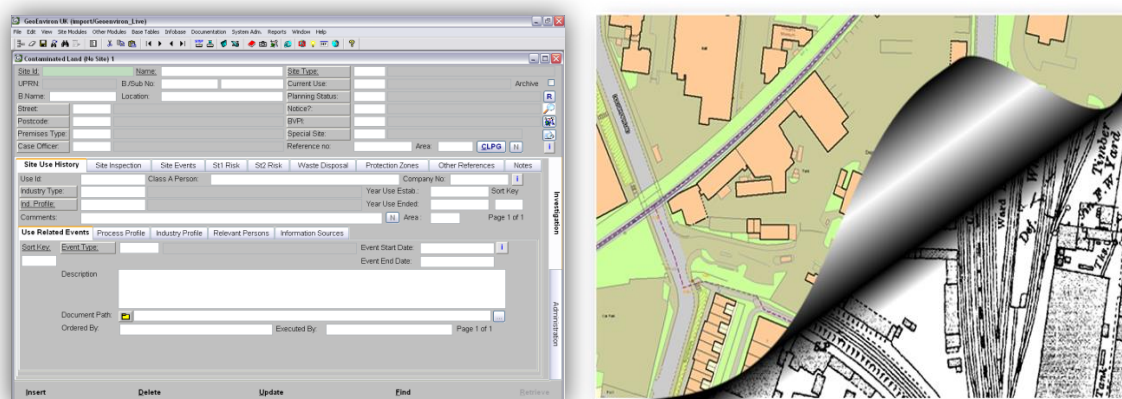 GeoEnviron UK (import/Geoenviron_Live)
File Edit View Site Modules Other Modules Base Tables Infobase Documentation System Adm. Reports Window Help
Contaminated Land (No Site) 1
Site Id: Name: Site Type:
UPRN: B./Sub No: Current Use: Archive
B.Name: Location: Planning Status: R
Street: Notice?:
Postcode: BVPI:
Premises Type: Special Site:
Case Officer: Reference no: Area: CLPG N i
Site Use History Site Inspection Site Events St1 Risk St2 Risk Waste Disposal Protection Zones Other References Notes
Use Id: Class A Person: Company No: i
Industry Type: Year Use Estab.: Sort Key
Ind. Profile: Year Use Ended:
Comments: N Area: Page 1 of 1
Use Related Events Process Profile Industry Profile Relevant Persons Information Sources
Sort Key: Event Type: Event Start Date: i
Event End Date:
Description
Document Path: ...
Ordered By: Executed By: Page 1 of 1
Investigation
Administration
Insert Delete Update Find Retrieve
Timber
Yard
Def
Ward
Tank